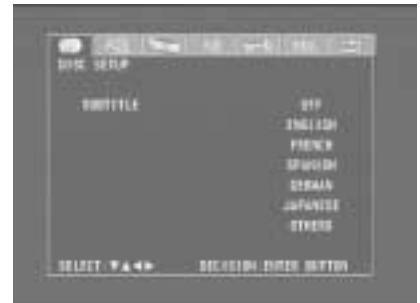 DISC SETUP
SUBTITLE
OFF
ENGLISH
FRENCH
SPANISH
GERMAN
JAPANESE
OTHERS
SELECT:▼▲◀▶ DECISION:ENTER BUTTON